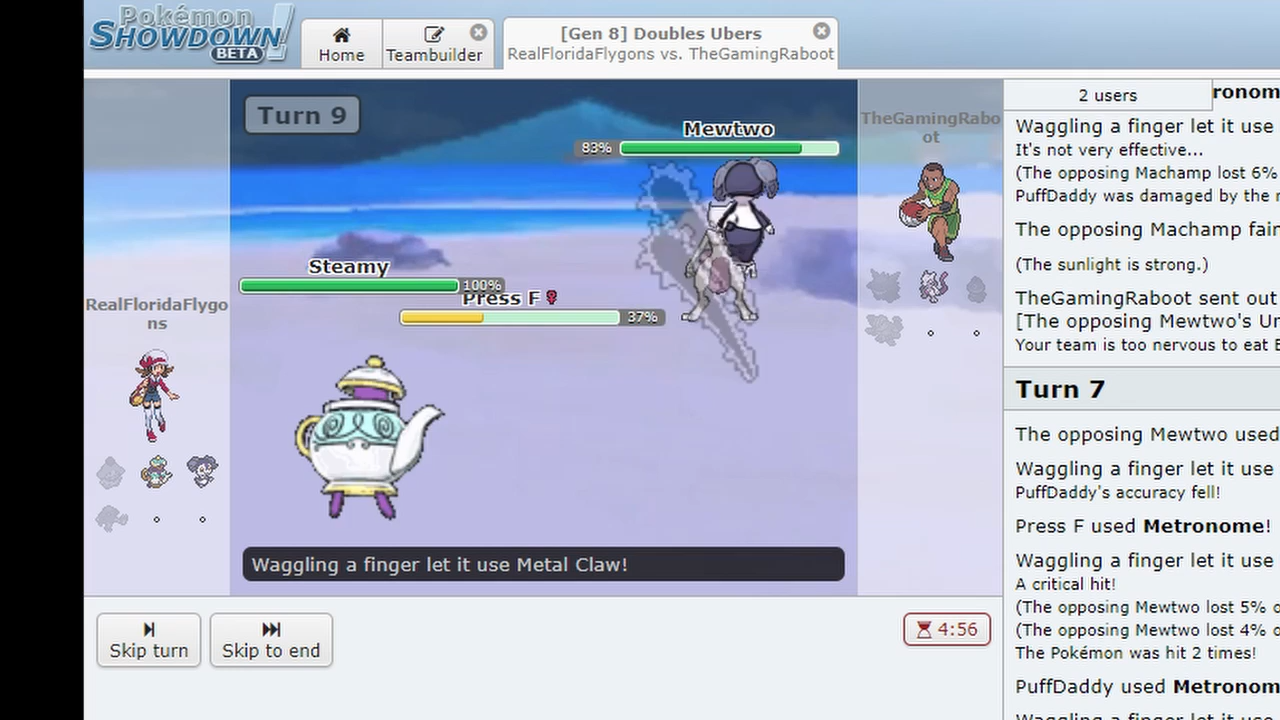 Pokémon
SHOWDOWN!
BETA
Home
Teambuilder
[Gen 8] Doubles Ubers
RealFloridaFlygons vs. TheGamingRaboot
Turn 9
Mewtwo
83%
Steamy
100%
Press F
37%
RealFloridaFlygo
ns
TheGamingRabo
ot
Waggling a finger let it use Metal Claw!
Skip turn
Skip to end
4:56
2 users
Waggling a finger let it use
It's not very effective...
(The opposing Machamp lost 6%
PuffDaddy was damaged by the
The opposing Machamp
(The sunlight is strong.)
TheGamingRaboot sent out
[The opposing Mewtwo's
Your team is too nervous to eat
Turn 7
The opposing Mewtwo used
Waggling a finger let it use
PuffDaddy's accuracy fell!
Press F used Metronome!
Waggling a finger let it use
A critical hit!
(The opposing Mewtwo lost 5%
(The opposing Mewtwo lost 4%
The Pokémon was hit 2 times!
PuffDaddy used